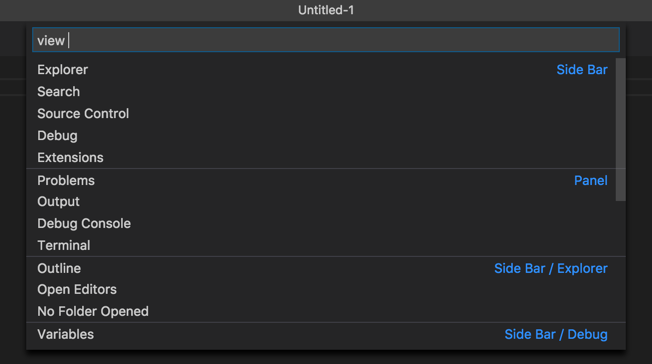 Untitled-1
view
Explorer Side Bar
Search
Source Control
Debug
Extensions
Problems Panel
Output
Debug Console
Terminal
Outline Side Bar / Explorer
Open Editors
No Folder Opened
Variables Side Bar / Debug